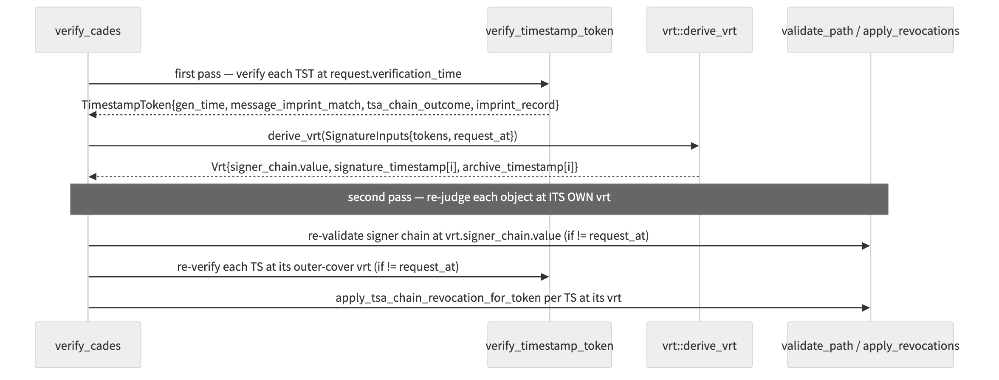 verify_cades
verify_timestamp_token
vrt::derive_vrt
validate_path / apply_revocations
first pass — verify each TST at request.verification_time
TimestampToken{gen_time, message_imprint_match, tsa_chain_outcome, imprint_record}
derive_vrt(SignatureInputs{tokens, request_at})
Vrt{signer_chain.value, signature_timestamp[i], archive_timestamp[i]}
second pass — re-judge each object at ITS OWN vrt
re-validate signer chain at vrt.signer_chain.value (if != request_at)
re-verify each TS at its outer-cover vrt (if != request_at)
apply_tsa_chain_revocation_for_token per TS at its vrt
verify_cades
verify_timestamp_token
vrt::derive_vrt
validate_path / apply_revocations